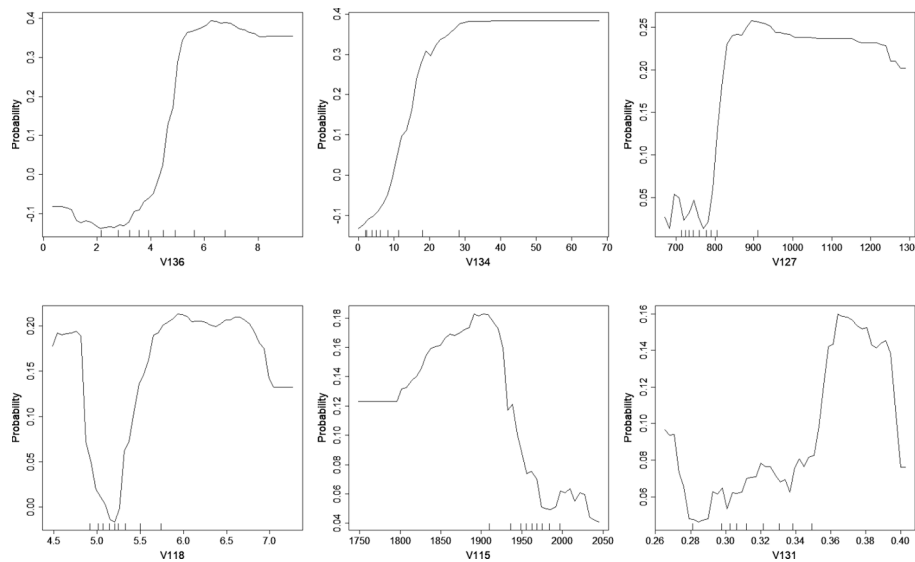 Probability
-0.1 0.0 0.1 0.2 0.3 0.4
0 2 4 6 8
V136
Probability
-0.1 0.0 0.1 0.2 0.3 0.4
0 10 20 30 40 50 60 70
V134
Probability
0.05 0.10 0.15 0.20 0.25
700 800 900 1000 1100 1200 130
V127
Probability
0.00 0.05 0.10 0.15 0.20
4.5 5.0 5.5 6.0 6.5 7.0
V118
Probability
0.04 0.06 0.08 0.10 0.12 0.14 0.16 0.18
1750 1800 1850 1900 1950 2000 2050
V115
Probability
0.06 0.08 0.10 0.12 0.14 0.16
0.26 0.28 0.30 0.32 0.34 0.36 0.38 0.40
V131